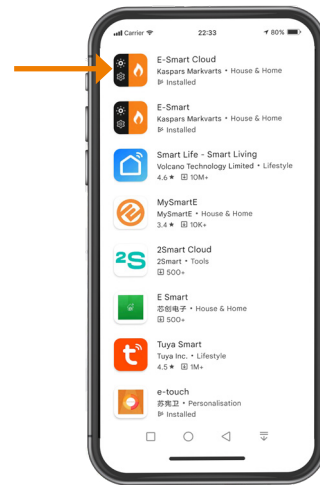 Carrier 22:33 80%
E-Smart Cloud
Kaspars Markvarts • House & Home
Installed
E-Smart
Kaspars Markvarts • House & Home
Installed
Smart Life - Smart Living
Volcano Technology Limited • Lifestyle
4.6 ★ 10M+
MySmartE
MySmartE • House & Home
3.4 ★ 10K+
2S
2Smart Cloud
2Smart • Tools
500+
E Smart
芯创电子 • House & Home
500+
Tuya Smart
Tuya Inc. • Lifestyle
4.5 ★ 1M+
e-touch
苏宪卫 • Personalisation
Installed